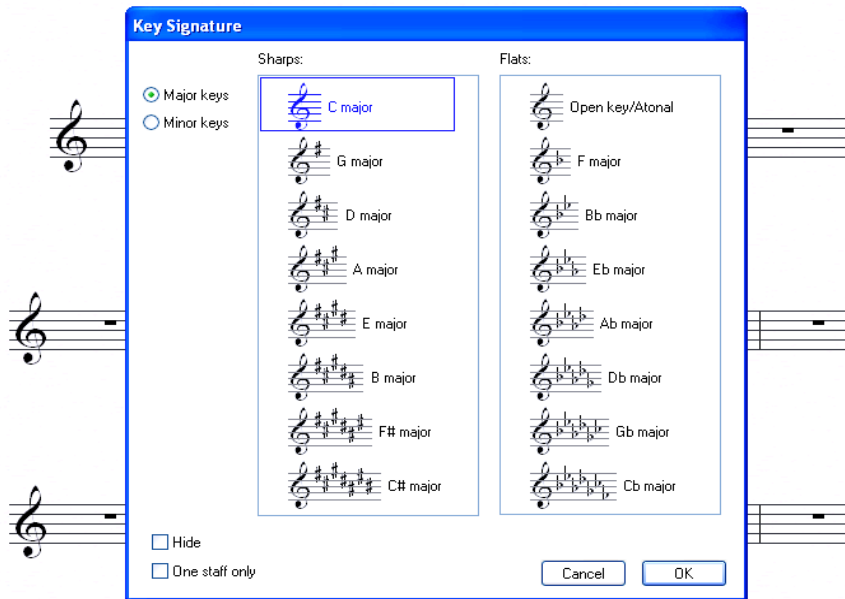 Key Signature
Sharps:
Flats:
Major keys
Minor keys
C major
G major
D major
A major
E major
B major
F# major
C# major
Open key/Atonal
F major
Bb major
Eb major
Ab major
Db major
Gb major
Cb major
Hide
One staff only
Cancel
OK